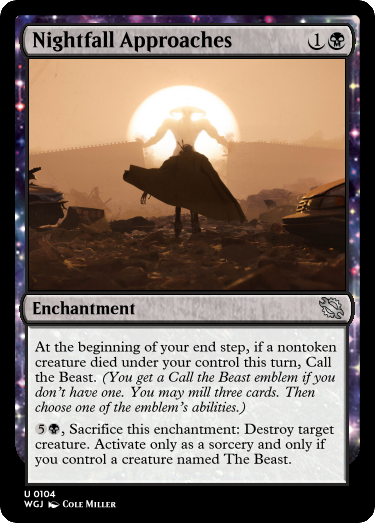 Nightfall Approaches 1
Enchantment
At the beginning of your end step, if a nontoken
creature died under your control this turn, Call
the Beast. (You get a Call the Beast emblem if you
don't have one. You may mill three cards. Then
choose one of the emblem's abilities.)
5, Sacrifice this enchantment: Destroy target
creature. Activate only as a sorcery and only if
you control a creature named The Beast.
U 0104
WGJ Cole Miller